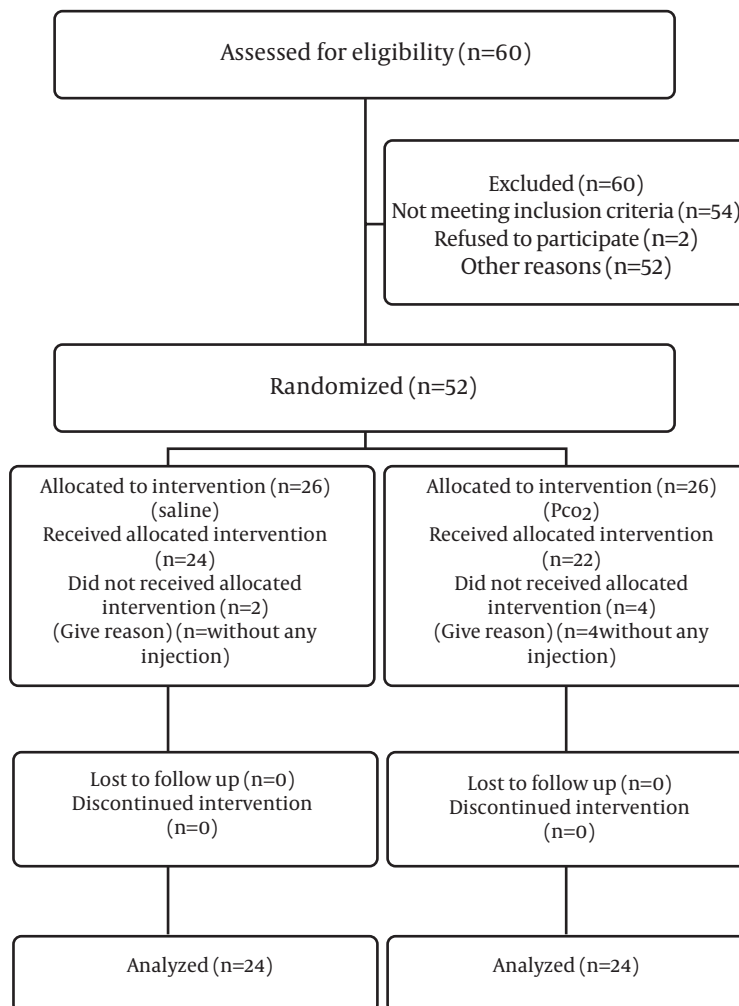 Assessed for eligibility (n=60)
Excluded (n=60)
Not meeting inclusion criteria (n=54)
Refused to participate (n=2)
Other reasons (n=52)
Randomized (n=52)
Allocated to intervention (n=26)
(saline)
Received allocated intervention
(n=24)
Did not received allocated
intervention (n=2)
(Give reason) (n=without any
injection)
Allocated to intervention (n=26)
(Pco2)
Received allocated intervention
(n=22)
Did not received allocated
intervention (n=4)
(Give reason) (n=4without any
injection)
Lost to follow up (n=0)
Discontinued intervention
(n=0)
Lost to follow up (n=0)
Discontinued intervention
(n=0)
Analyzed (n=24)
Analyzed (n=24)